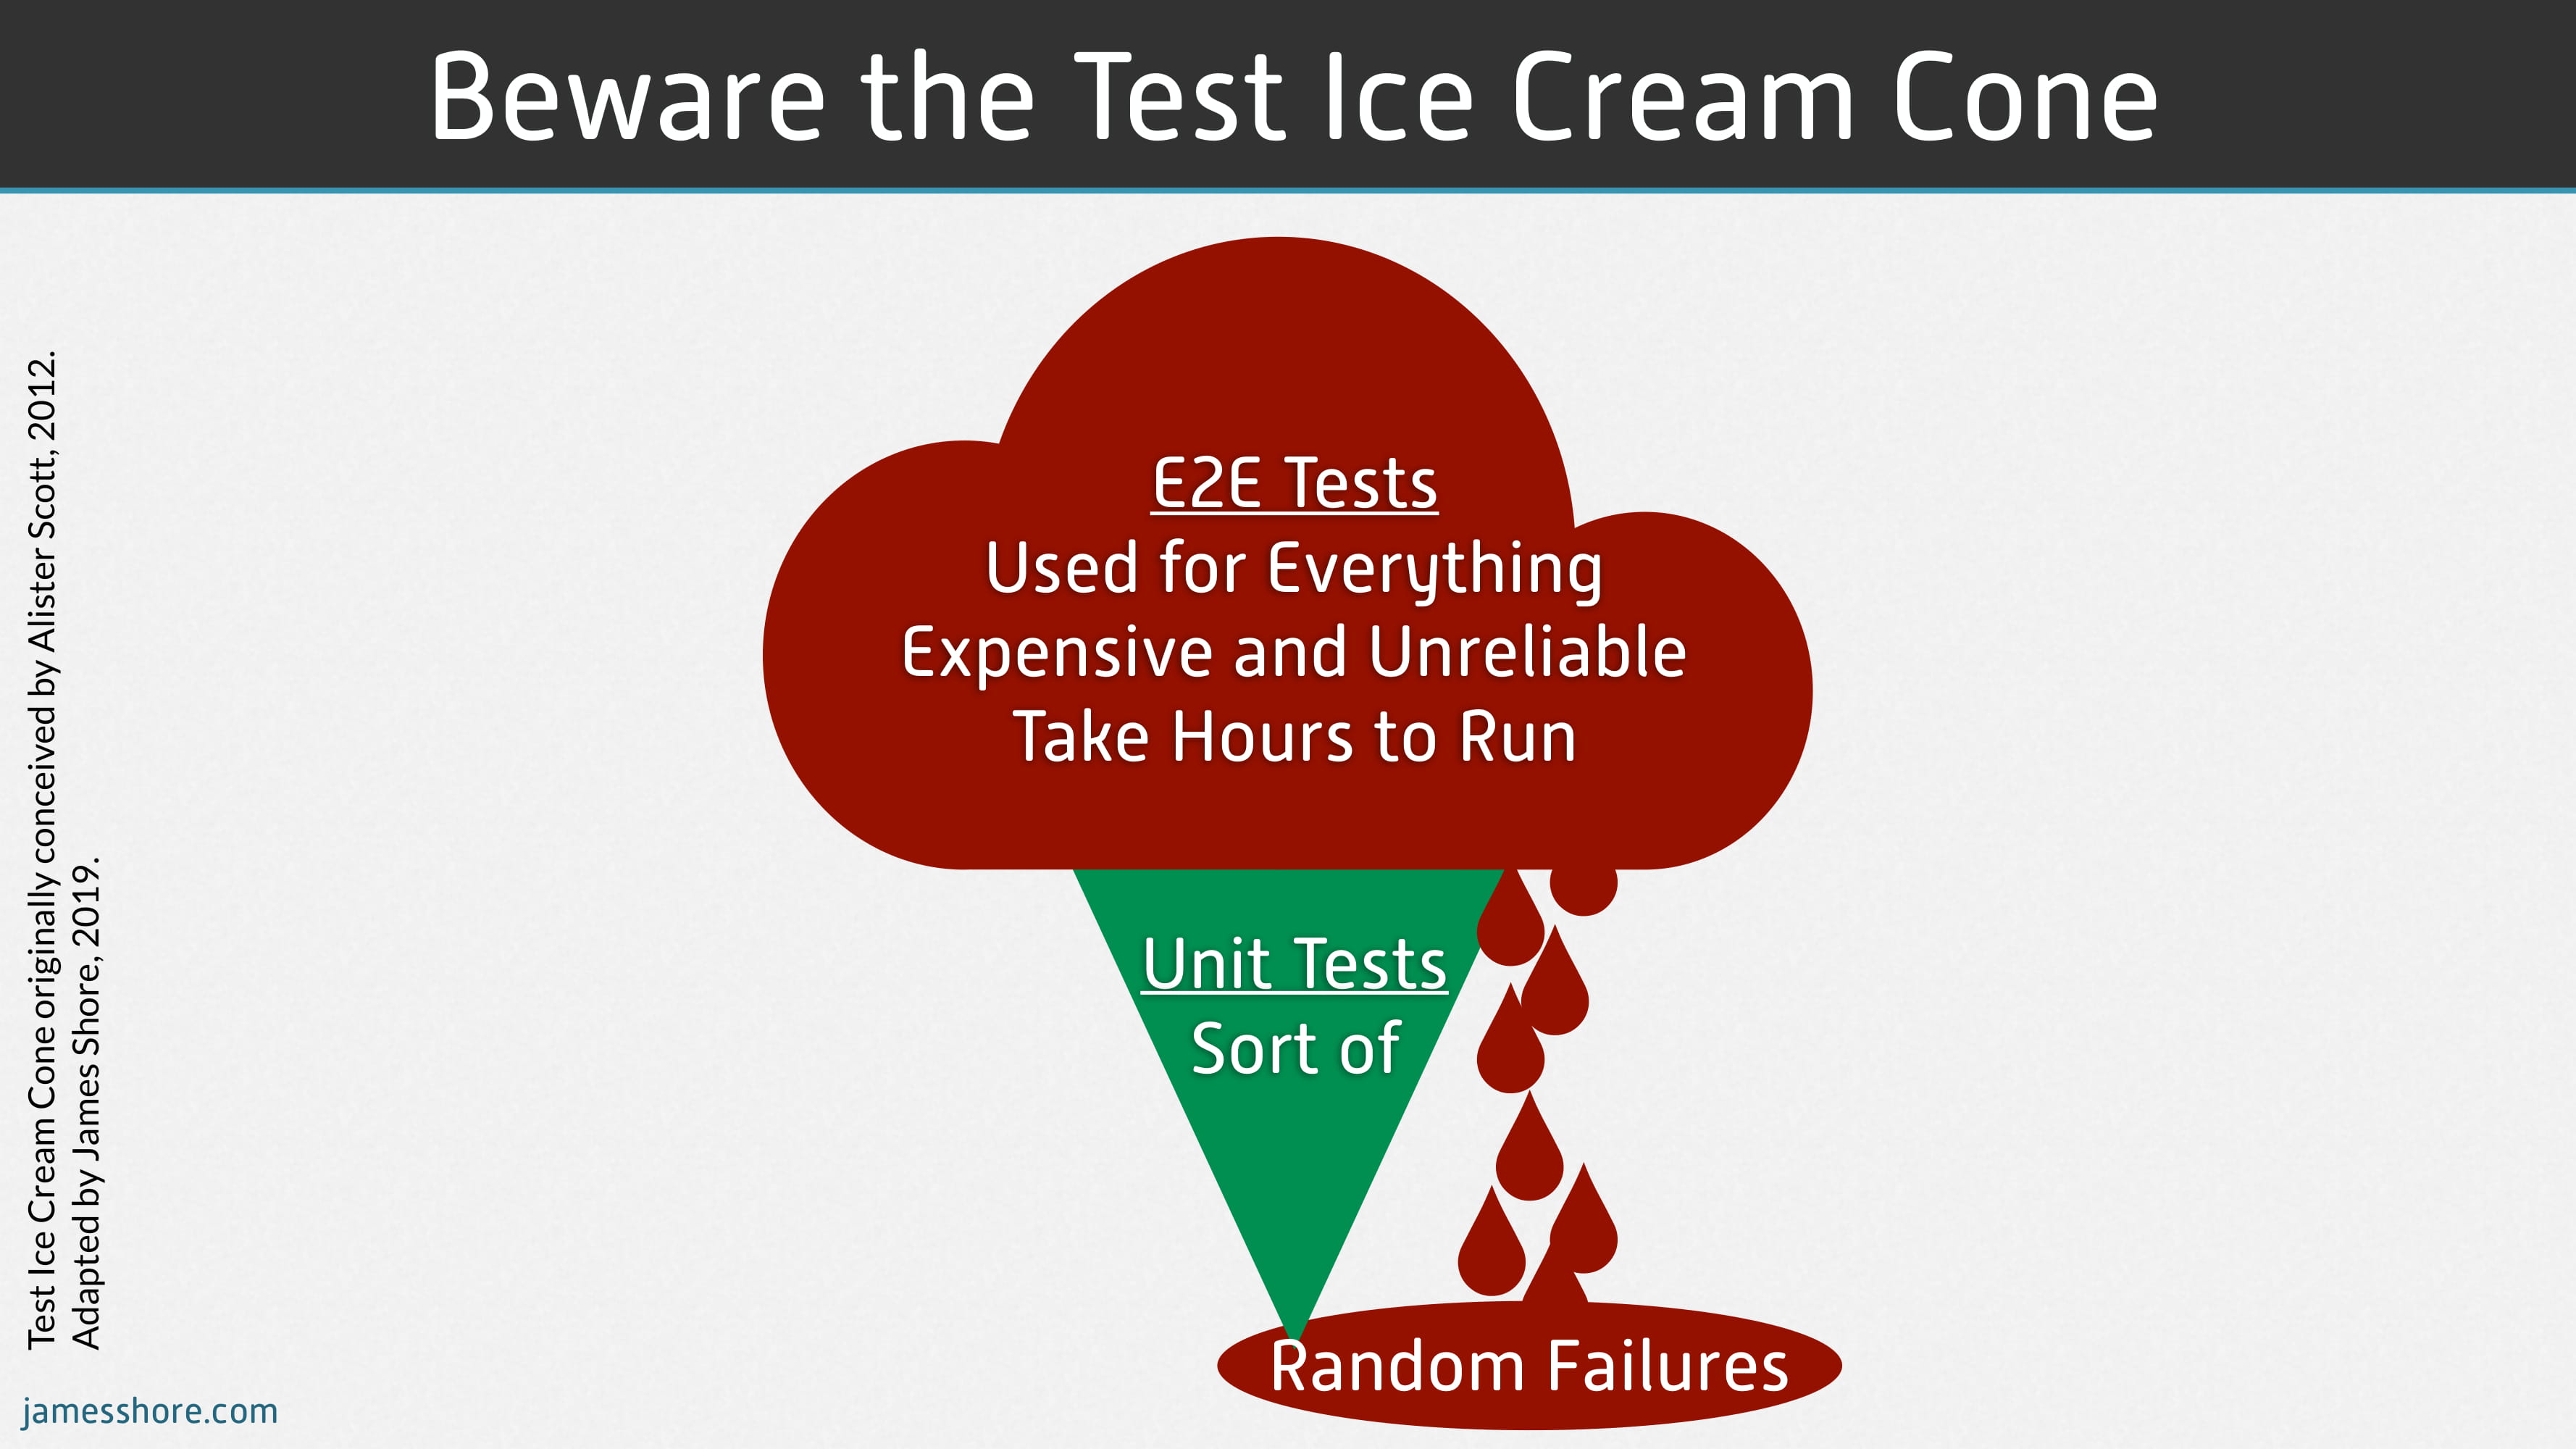 Beware the Test Ice Cream Cone
E2E Tests
Used for Everything
Expensive and Unreliable
Take Hours to Run
Unit Tests
Sort of
Random Failures
Test Ice Cream Cone originally conceived by Alister Scott, 2012.
Adapted by James Shore, 2019.
jamesshore.com